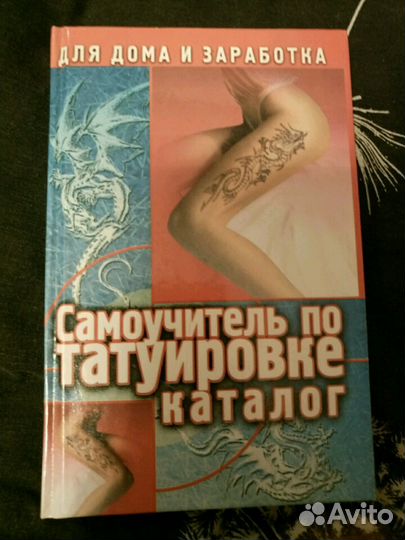 ДЛЯ ДОМА И ЗАРАБОТКА
Самоучитель по
татуировке
каталог
Avito